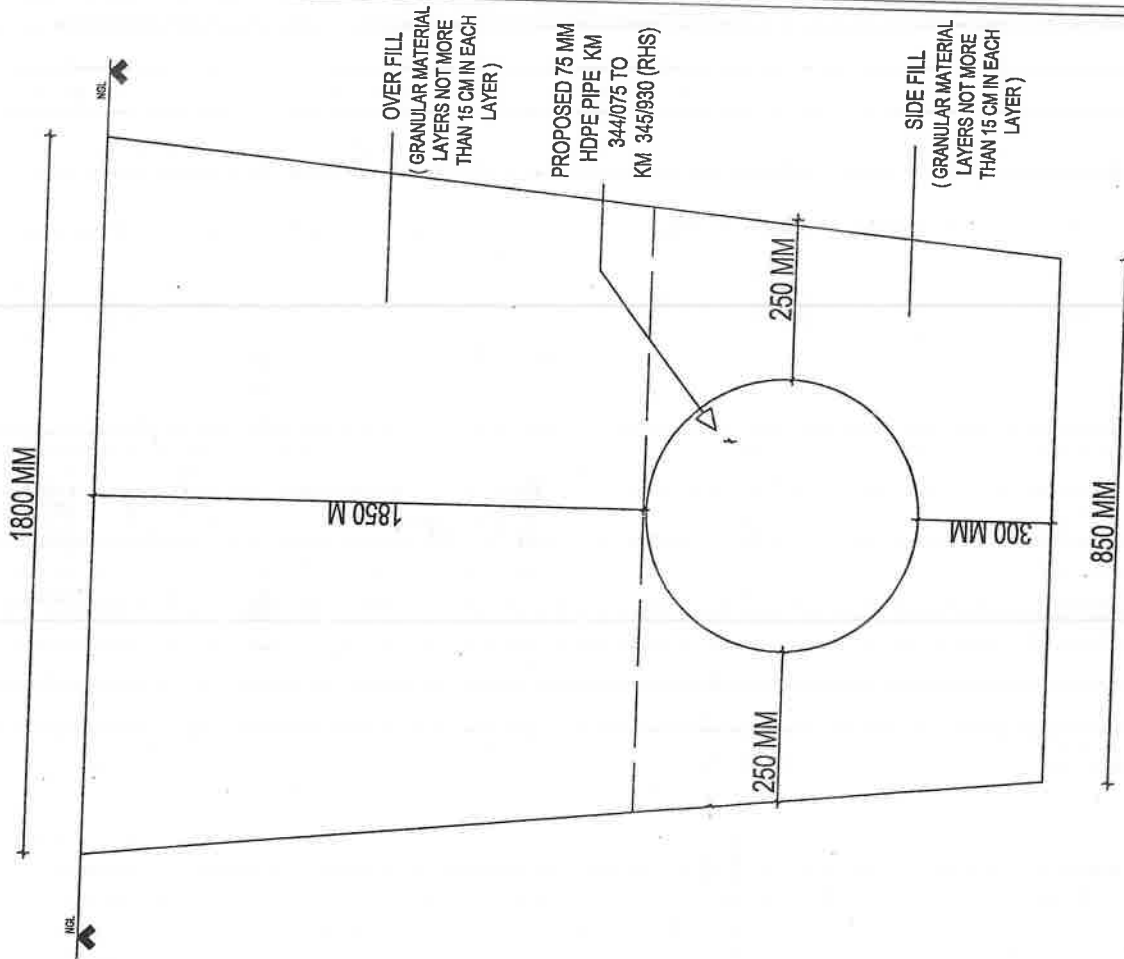 1800 MM
NGL
NGL
OVER FILL
( GRANULAR MATERIAL
LAYERS NOT MORE
THAN 15 CM IN EACH
LAYER )
1850 M
PROPOSED 75 MM
HDPE PIPE KM
344/075 TO
KM 345/930 (RHS)
250 MM
250 MM
SIDE FILL
( GRANULAR MATERIAL
LAYERS NOT MORE
THAN 15 CM IN EACH
LAYER )
300 MM
850 MM